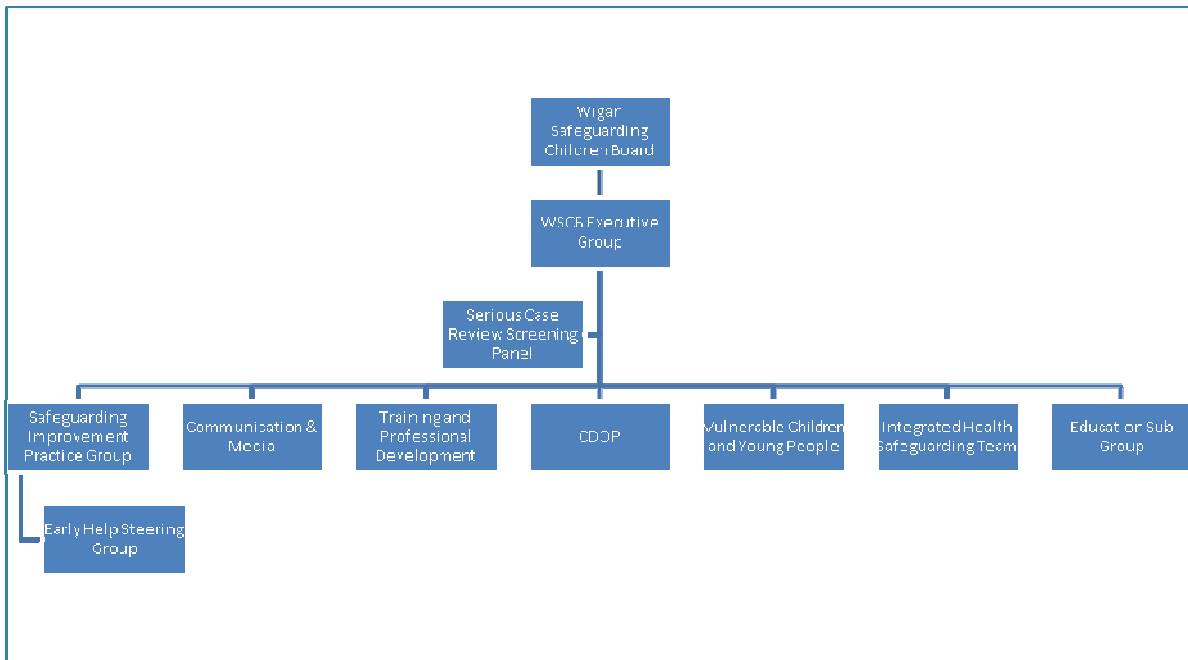 Wigan
Safeguarding
Children Board
WSCB Executive
Group
Serious Case
Review Screening
Panel
Safeguarding
Improvement
Practice Group
Communication &
Media
Training and
Professional
Development
CDOP
Vulnerable Children
and Young People
Integrated Health
Safeguarding Team
Education Sub
Group
Early Help Steering
Group